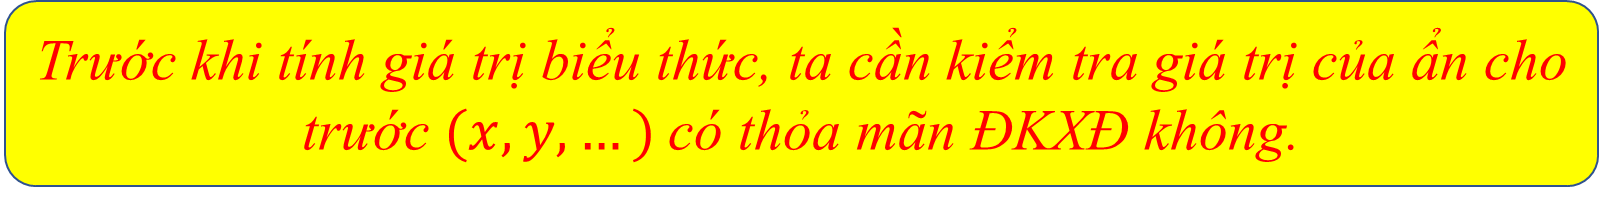 Trước khi tính giá trị biểu thức, ta cần kiểm tra giá trị của ẩn cho
trước (x, y, … ) có thỏa mãn ĐKXĐ không.